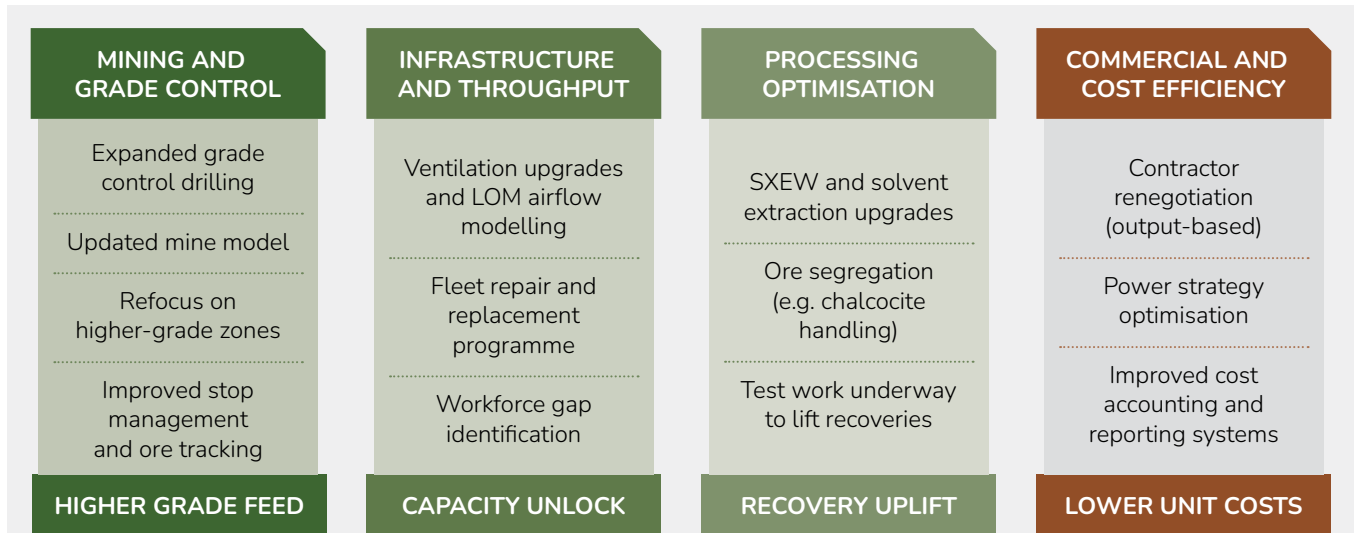 MINING AND
GRADE CONTROL
Expanded grade
control drilling
Updated mine model
Refocus on
higher-grade zones
Improved stop
management
and ore tracking
HIGHER GRADE FEED
INFRASTRUCTURE
AND THROUGHPUT
Ventilation upgrades
and LOM airflow
modelling
Fleet repair and
replacement
programme
Workforce gap
identification
CAPACITY UNLOCK
PROCESSING
OPTIMISATION
SXEW and solvent
extraction upgrades
Ore segregation
(e.g. chalcocite
handling)
Test work underway
to lift recoveries
RECOVERY UPLIFT
COMMERCIAL AND
COST EFFICIENCY
Contractor
renegotiation
(output-based)
Power strategy
optimisation
Improved cost
accounting and
reporting systems
LOWER UNIT COSTS